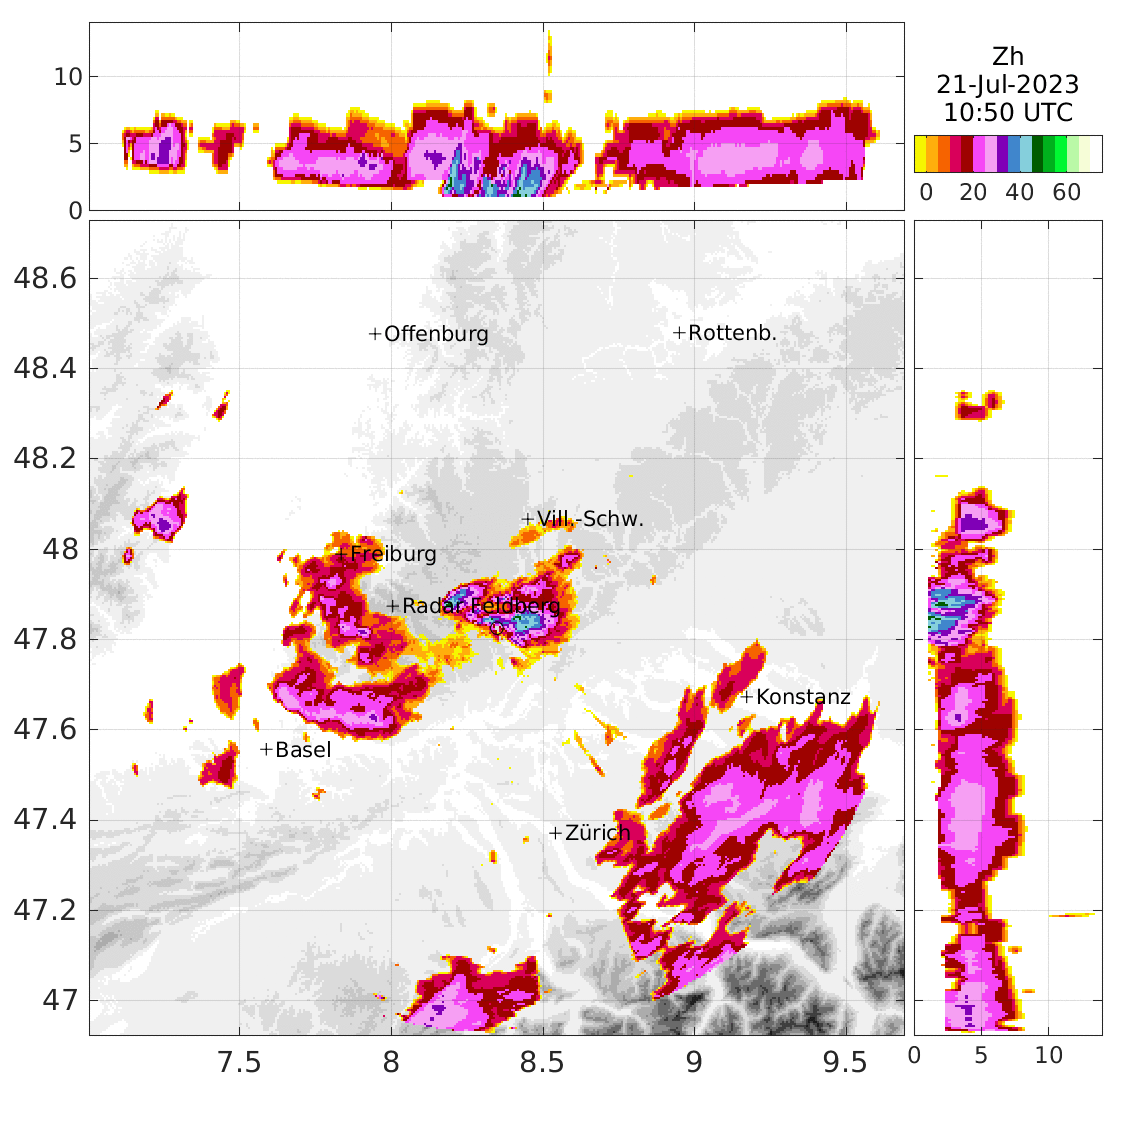 10
5
0
Zh
21-Jul-2023
10:50 UTC
0 20 40 60
48.6
48.4
48.2
48
47.8
47.6
47.4
47.2
47
+Offenburg
+Rottenb.
+Vill.-Schw.
+Freiburg
+Radar Feldberg
+Konstanz
+Basel
+Zürich
7.5 8 8.5 9 9.5
0 5 10